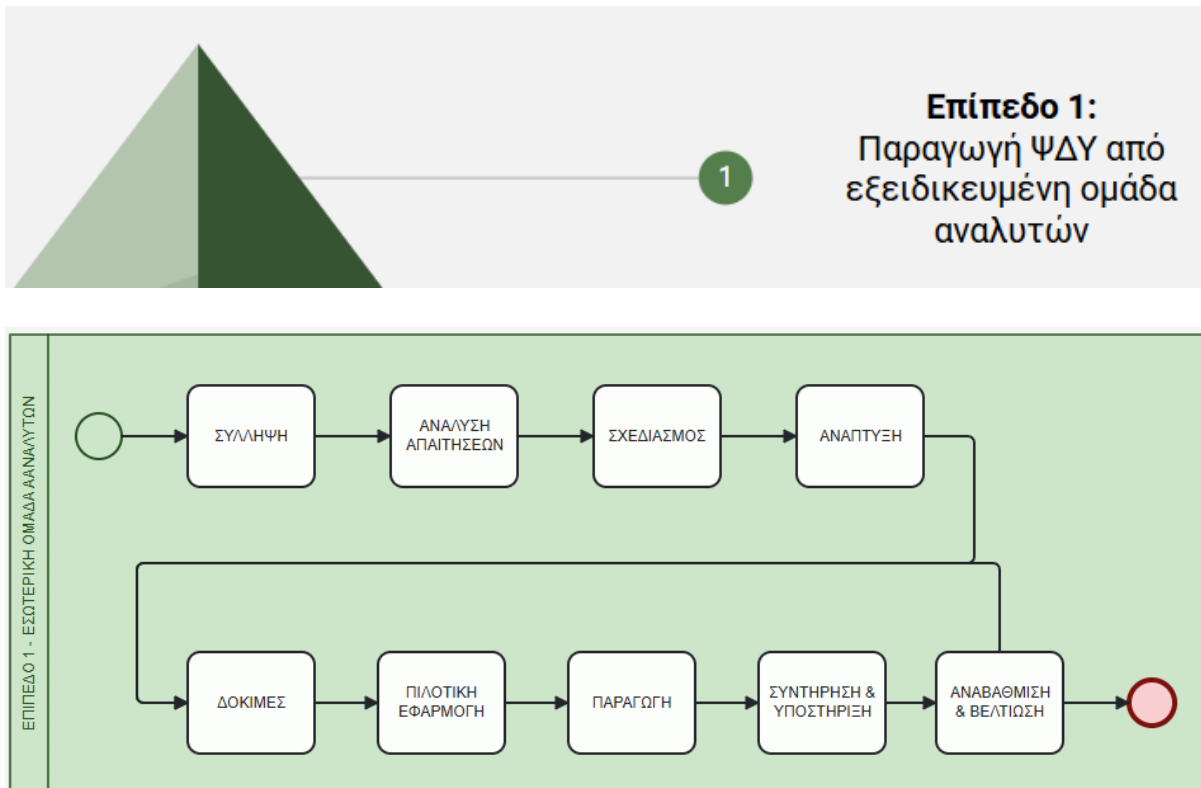 1
Επίπεδο 1:
Παραγωγή ΨΔΥ από
εξειδικευμένη ομάδα
αναλυτών
ΕΠΙΠΕΔΟ 1 - ΕΣΩΤΕΡΙΚΗ ΟΜΑΔΑ ΑΑΝΑΛΥΤΩΝ
ΣΥΛΛΗΨΗ
ΑΝΑΛΥΣΗ
ΑΠΑΙΤΗΣΕΩΝ
ΣΧΕΔΙΑΣΜΟΣ
ΑΝΑΠΤΥΞΗ
ΔΟΚΙΜΕΣ
ΠΙΛΟΤΙΚΗ
ΕΦΑΡΜΟΓΗ
ΠΑΡΑΓΩΓΗ
ΣΥΝΤΗΡΗΣΗ &
ΥΠΟΣΤΗΡΙΞΗ
ΑΝΑΒΑΘΜΙΣΗ
& ΒΕΛΤΙΩΣΗ